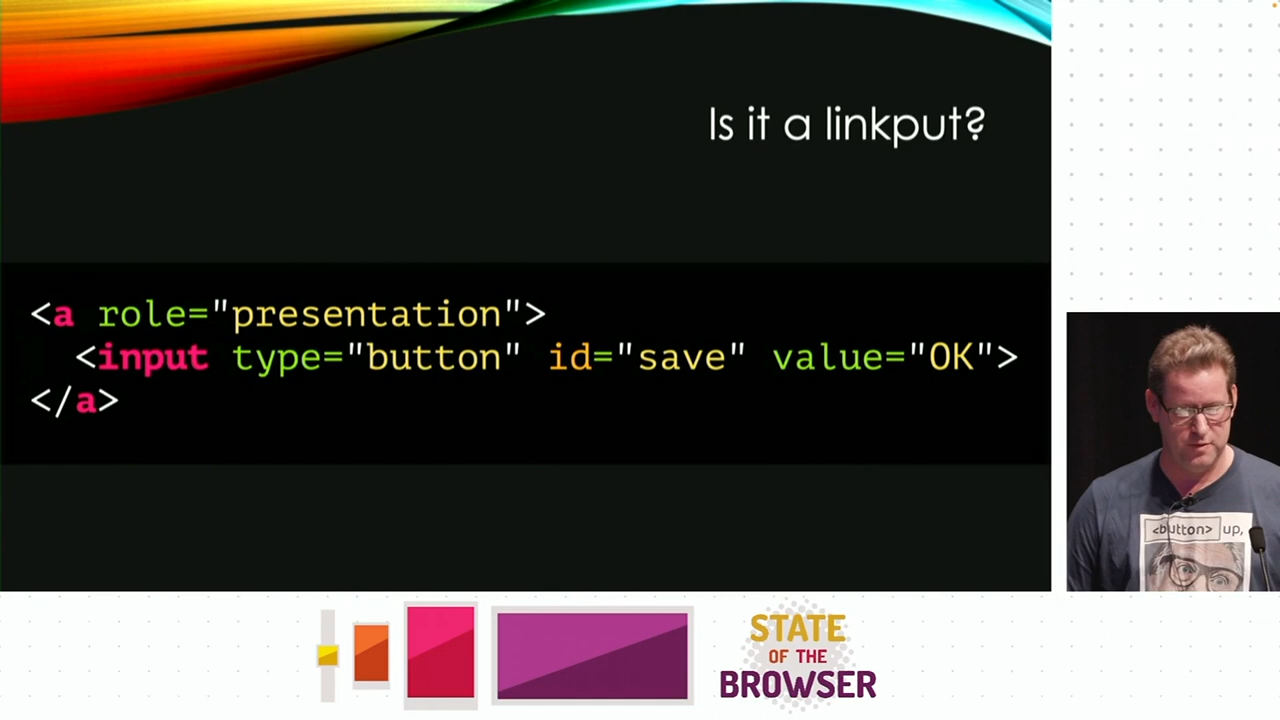 Is it a linkput?
<a role="presentation">
<input type="button" id="save" value="OK">
</a>
<button> up,
STATE
OF THE
BROWSER